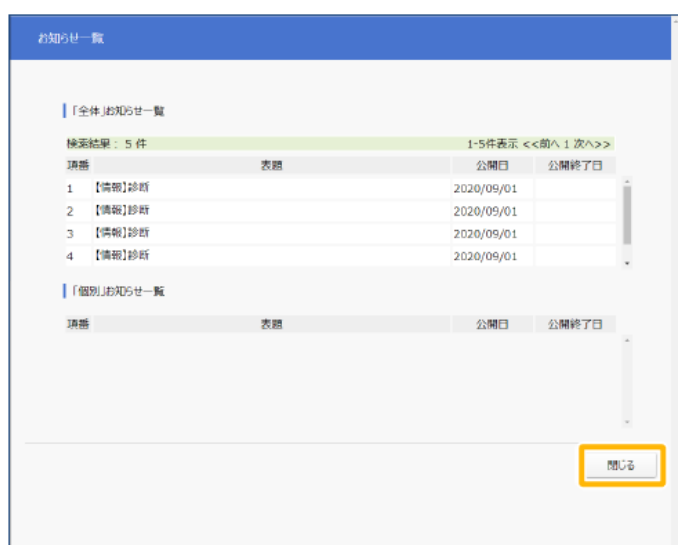 お知らせ一覧
「全体」お知らせ一覧
検索結果： 5 件 1-5件表示 <<前へ 1 次へ>>
項番 表題 公開日 公開終了日
1 【情報】診断 2020/09/01
2 【情報】診断 2020/09/01
3 【情報】診断 2020/09/01
4 【情報】診断 2020/09/01
「個別」お知らせ一覧
項番 表題 公開日 公開終了日
閉じる